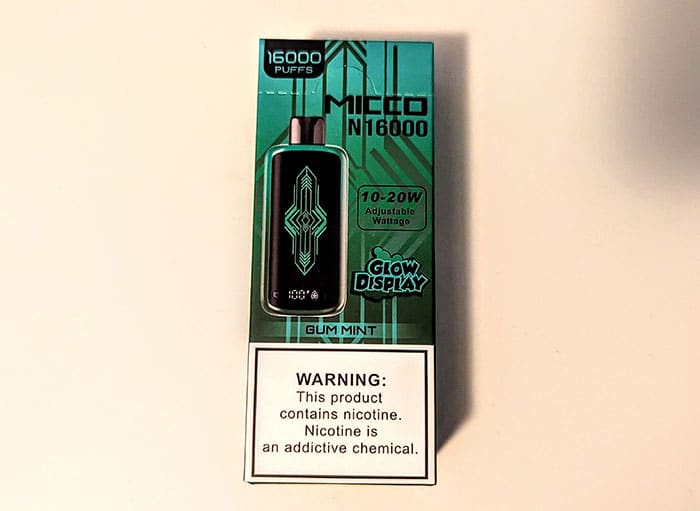 16000
PUFFS
MICCO
N16000
10-20W
Adjustable
Wattage
GLOW
DISPLAY
100%
GUM MINT
WARNING:
This product
contains nicotine.
Nicotine is
an addictive chemical.